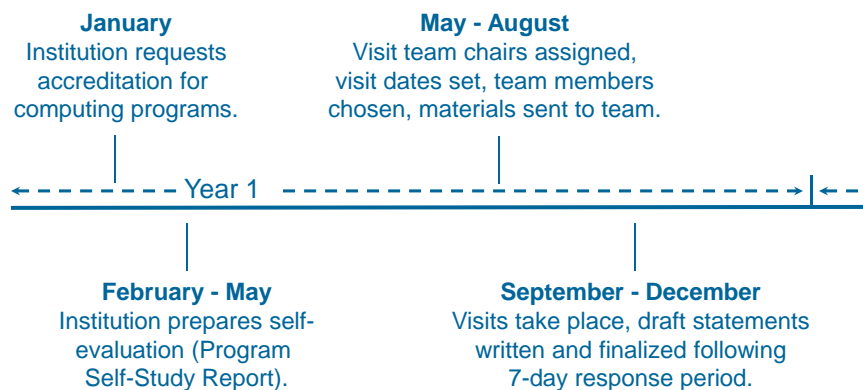 January
Institution requests
accreditation for
computing programs.
May - August
Visit team chairs assigned,
visit dates set, team members
chosen, materials sent to team.
Year 1
February - May
Institution prepares self-
evaluation (Program
Self-Study Report).
September - December
Visits take place, draft statements
written and finalized following
7-day response period.